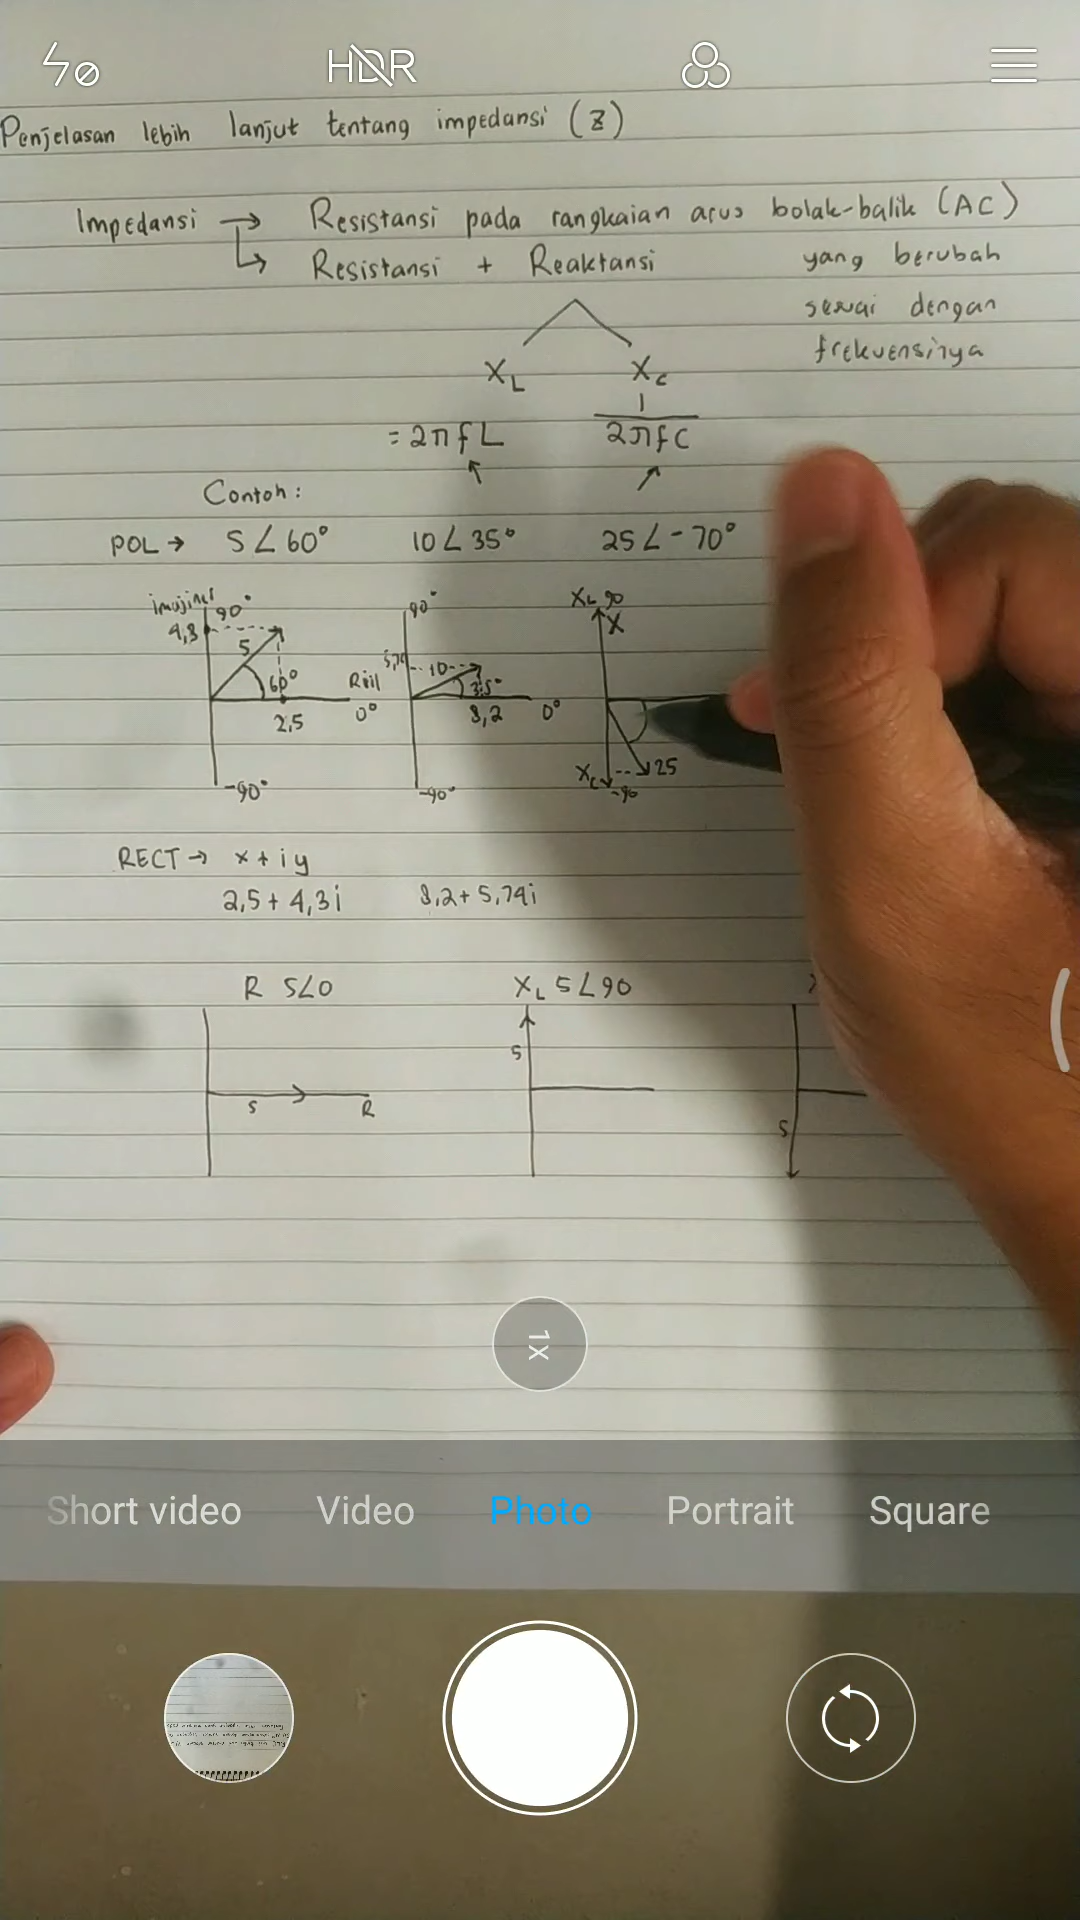 HDR
Penjelasan lebih lanjut tentang impedansi (Z)
Impedansi → Resistansi pada rangkaian arus bolak-balik (AC)
↳ Resistansi + Reaktansi
yang berubah
sesuai dengan
frekuensinya
XL
Xc
= 2πfL
1
2πfC
Contoh:
POL → 5∠60° 10∠35° 25∠-70°
imajiner 90°
4,3
5
60°
Riil
0°
2,5
-90°
90°
5,74
10
35°
8,2
0°
-90°
XL 90
X
Xc
-90
25
RECT → x + iy
2,5 + 4,3i 8,2 + 5,74i
R 5∠0
XL 5∠90
5
R
5
5
1X
Short video Video Photo Portrait Square